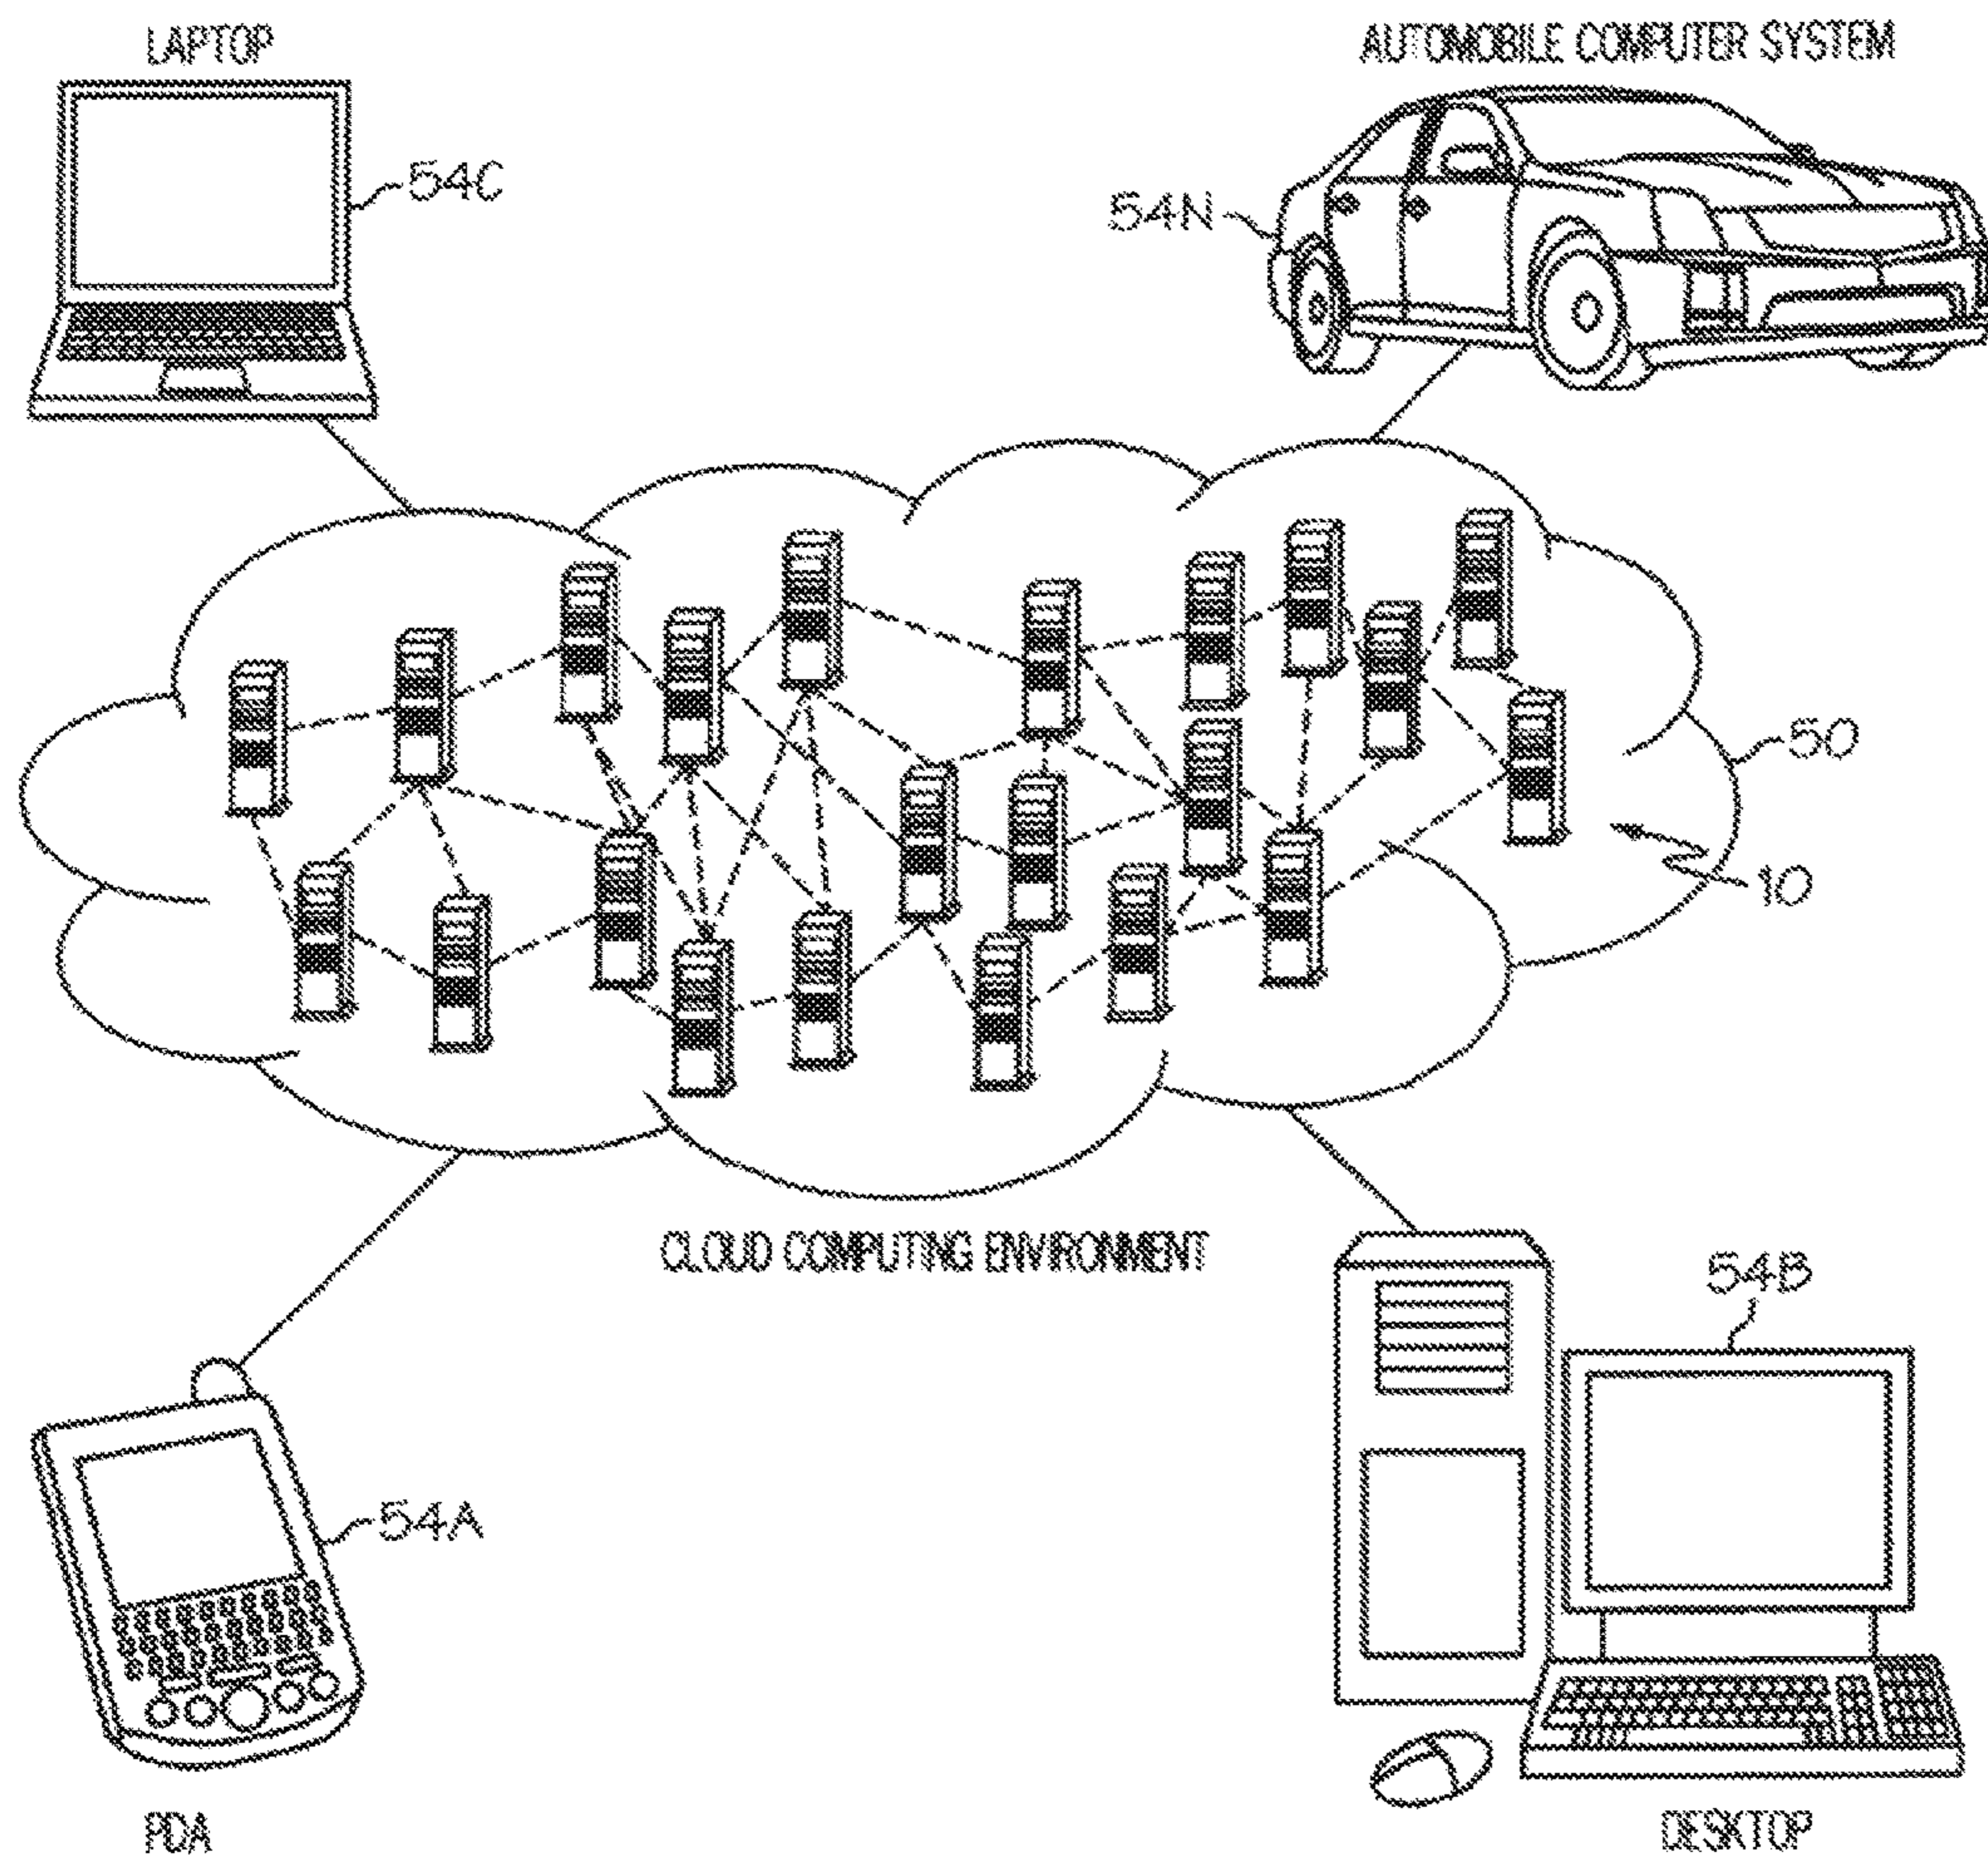 LAPTOP
AUTOMOBILE COMPUTER SYSTEM
54C
54N
50
10
CLOUD COMPUTING ENVIRONMENT
54B
54A
PDA
DESKTOP